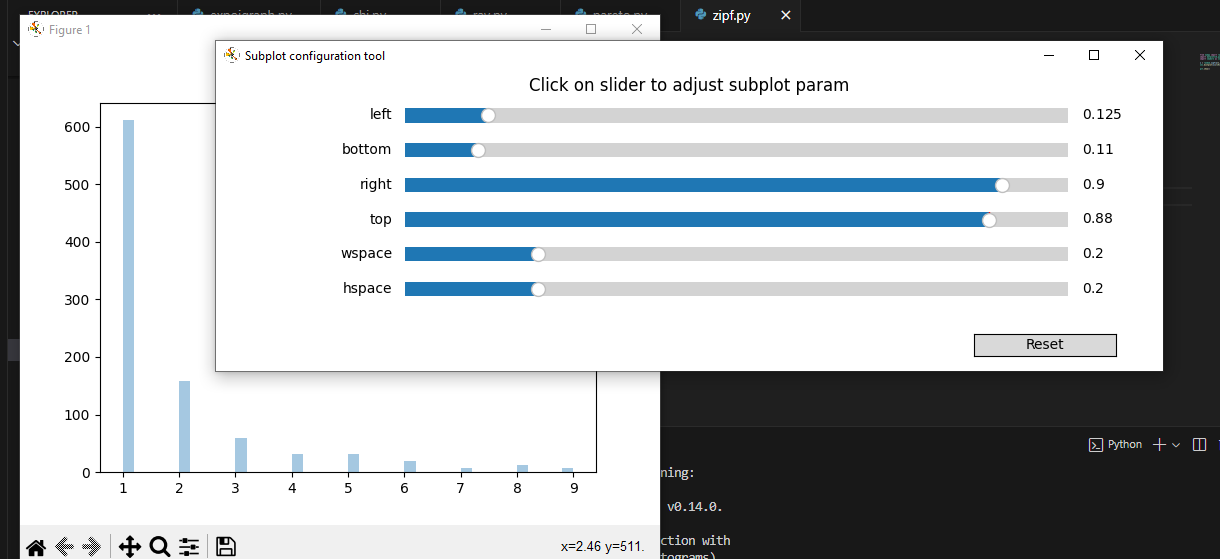 EXPLORER
expoigraph.py
chi.py
ray.py
pareto.py
zipf.py
Figure 1
Subplot configuration tool
Click on slider to adjust subplot param
left 0.125
bottom 0.11
right 0.9
top 0.88
wspace 0.2
hspace 0.2
Reset
600
500
400
300
200
100
0
1 2 3 4 5 6 7 8 9
x=2.46 y=511.
Python
ning:
v0.14.0.
ction with
tograms).